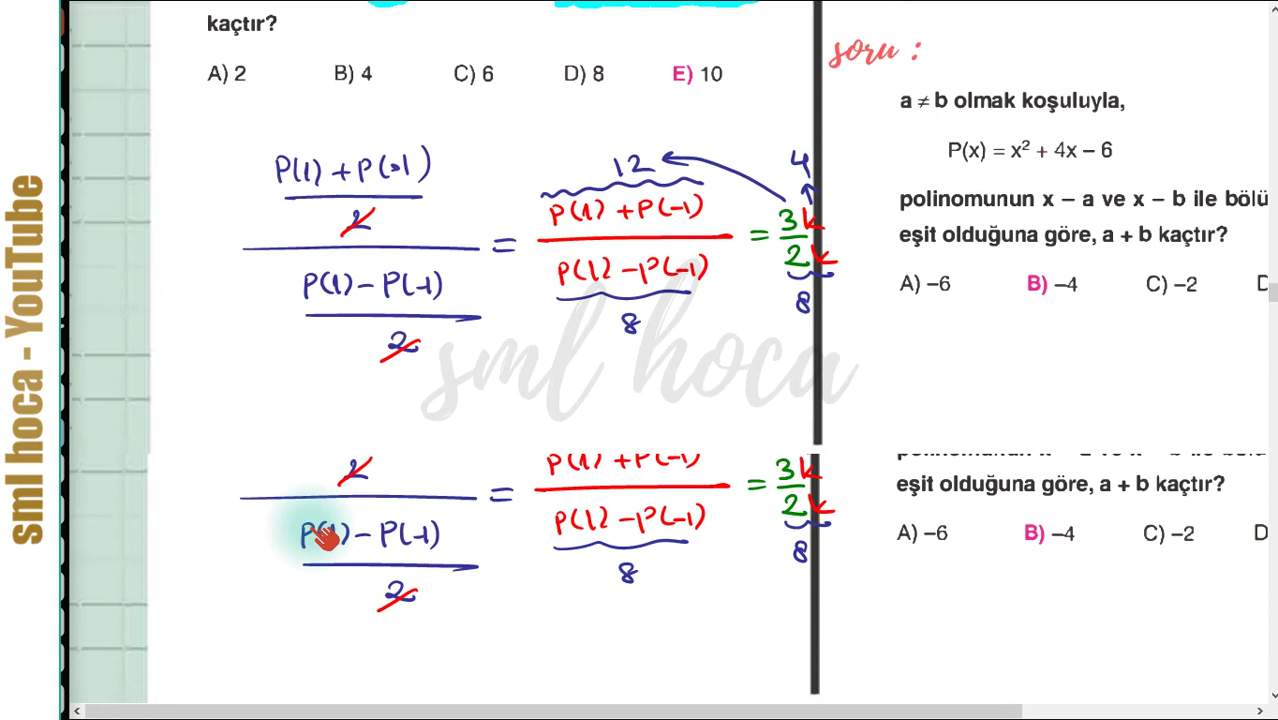 sml hoca - YouTube
kaçtır?
A) 2 B) 4 C) 6 D) 8 E) 10
P(1) + P(-1)
2
P(1) - P(-1)
2
=
12
P(1) + P(-1)
P(1) - P(-1)
8
=
4
3k
2k
8
sml hoca
2
P(1) - P(-1)
2
=
P(1) + P(-1)
P(1) - P(-1)
8
=
3k
2k
8
soru :
a ≠ b olmak koşuluyla,
P(x) = x² + 4x – 6
polinomunun x – a ve x – b ile bölü
eşit olduğuna göre, a + b kaçtır?
A) –6 B) –4 C) –2 D
eşit olduğuna göre, a + b kaçtır?
A) –6 B) –4 C) –2 D